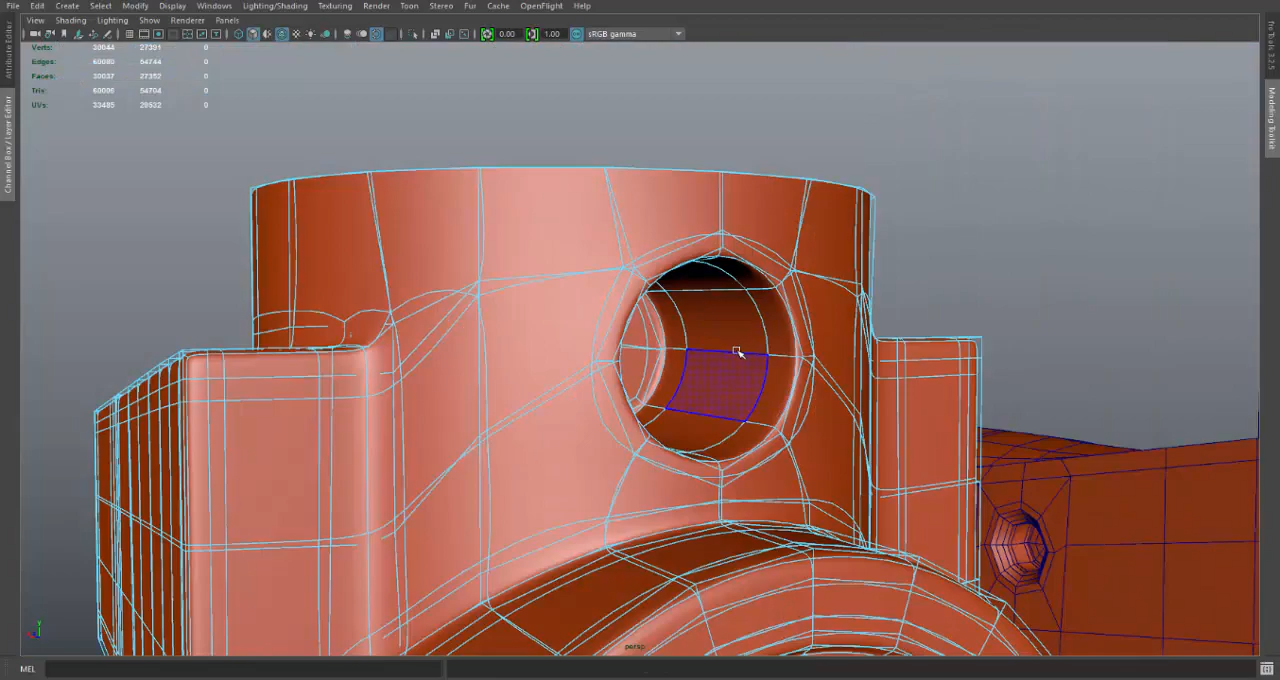 File Edit Create Select Modify Display Windows Lighting/Shading Texturing Render Toon Stereo Fur Cache OpenFlight Help
View Shading Lighting Show Renderer Panels
0.00 1.00 sRGB gamma
Verts: 30044 27391 0
Edges: 60080 54744 0
Faces: 30037 27352 0
Tris: 60006 54704 0
UVs: 33485 29532 0
Attribute Editor
Channel Box / Layer Editor
Modeling Toolkit
y
persp
MEL